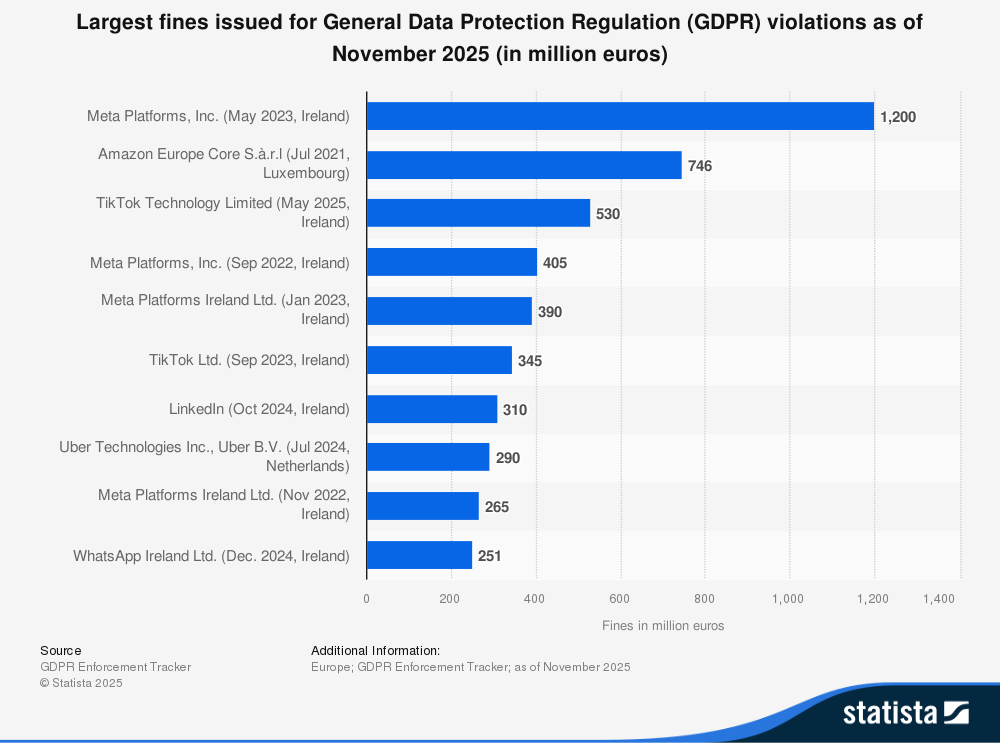 Largest fines issued for General Data Protection Regulation (GDPR) violations as of
November 2025 (in million euros)
Meta Platforms, Inc. (May 2023, Ireland)
1,200
Amazon Europe Core S.à.r.l (Jul 2021,
Luxembourg)
746
TikTok Technology Limited (May 2025,
Ireland)
530
Meta Platforms, Inc. (Sep 2022, Ireland)
405
Meta Platforms Ireland Ltd. (Jan 2023,
Ireland)
390
TikTok Ltd. (Sep 2023, Ireland)
345
LinkedIn (Oct 2024, Ireland)
310
Uber Technologies Inc., Uber B.V. (Jul 2024,
Netherlands)
290
Meta Platforms Ireland Ltd. (Nov 2022,
Ireland)
265
WhatsApp Ireland Ltd. (Dec. 2024, Ireland)
251
0 200 400 600 800 1,000 1,200 1,400
Fines in million euros
Source
GDPR Enforcement Tracker
© Statista 2025
Additional Information:
Europe; GDPR Enforcement Tracker; as of November 2025
statista